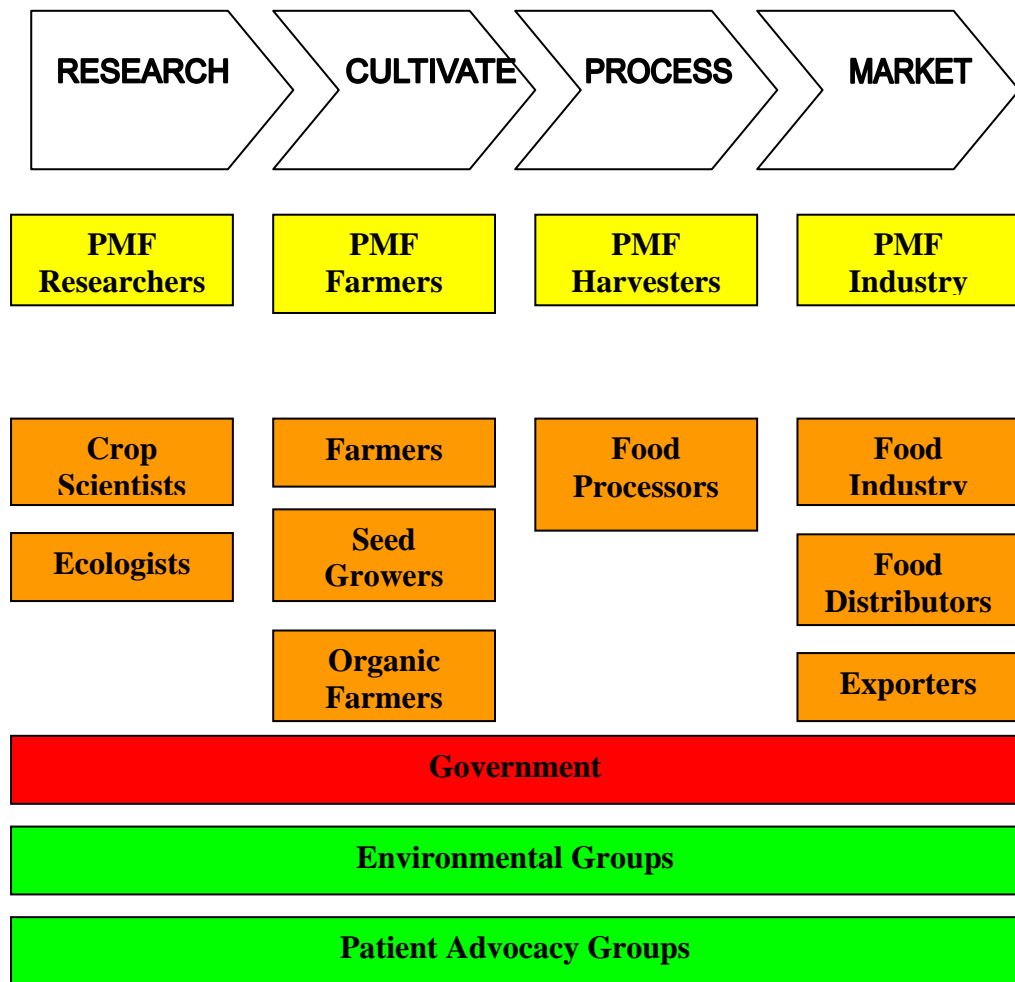 RESEARCH CULTIVATE PROCESS MARKET
PMF
Researchers
PMF
Farmers
PMF
Harvesters
PMF
Industry
Crop
Scientists
Farmers
Food
Processors
Food
Industry
Ecologists
Seed
Growers
Food
Distributors
Organic
Farmers
Exporters
Government
Environmental Groups
Patient Advocacy Groups